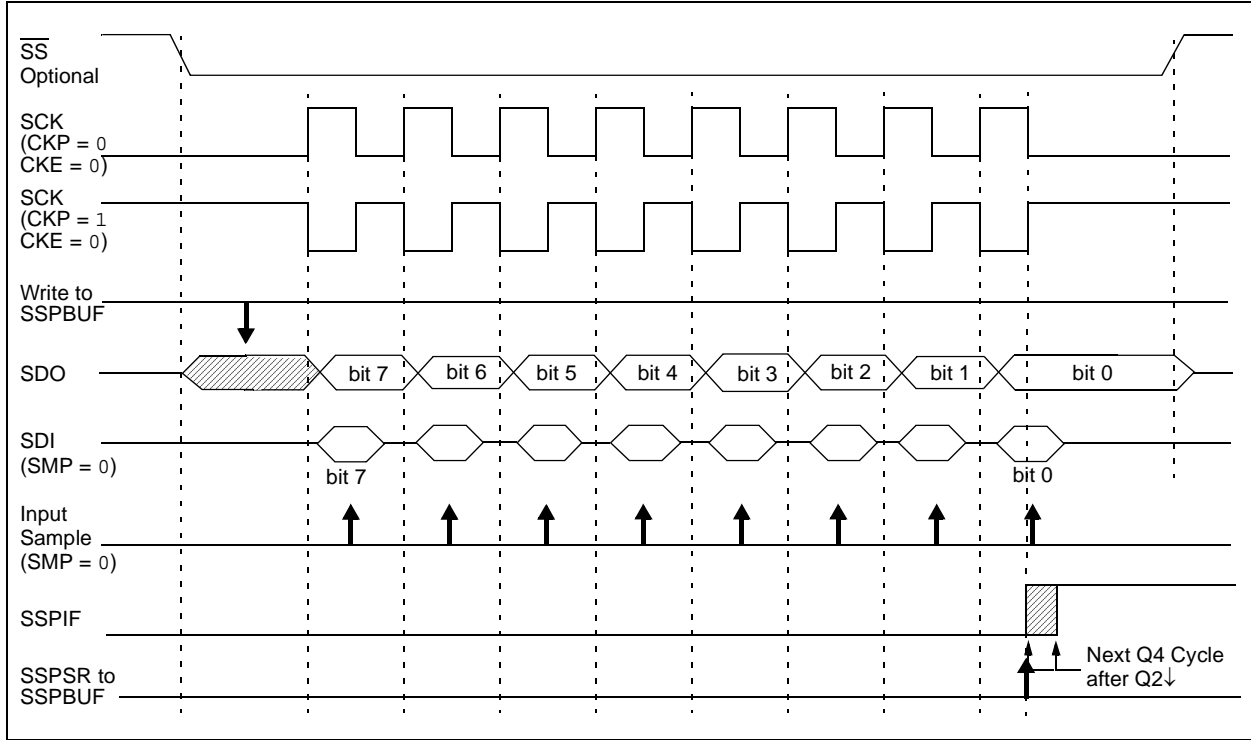 SS
Optional
SCK
(CKP = 0
CKE = 0)
SCK
(CKP = 1
CKE = 0)
Write to
SSPBUF
SDO
bit 7
bit 6
bit 5
bit 4
bit 3
bit 2
bit 1
bit 0
SDI
(SMP = 0)
bit 7
bit 0
Input
Sample
(SMP = 0)
SSPIF
Next Q4 Cycle
after Q2↓
SSPSR to
SSPBUF